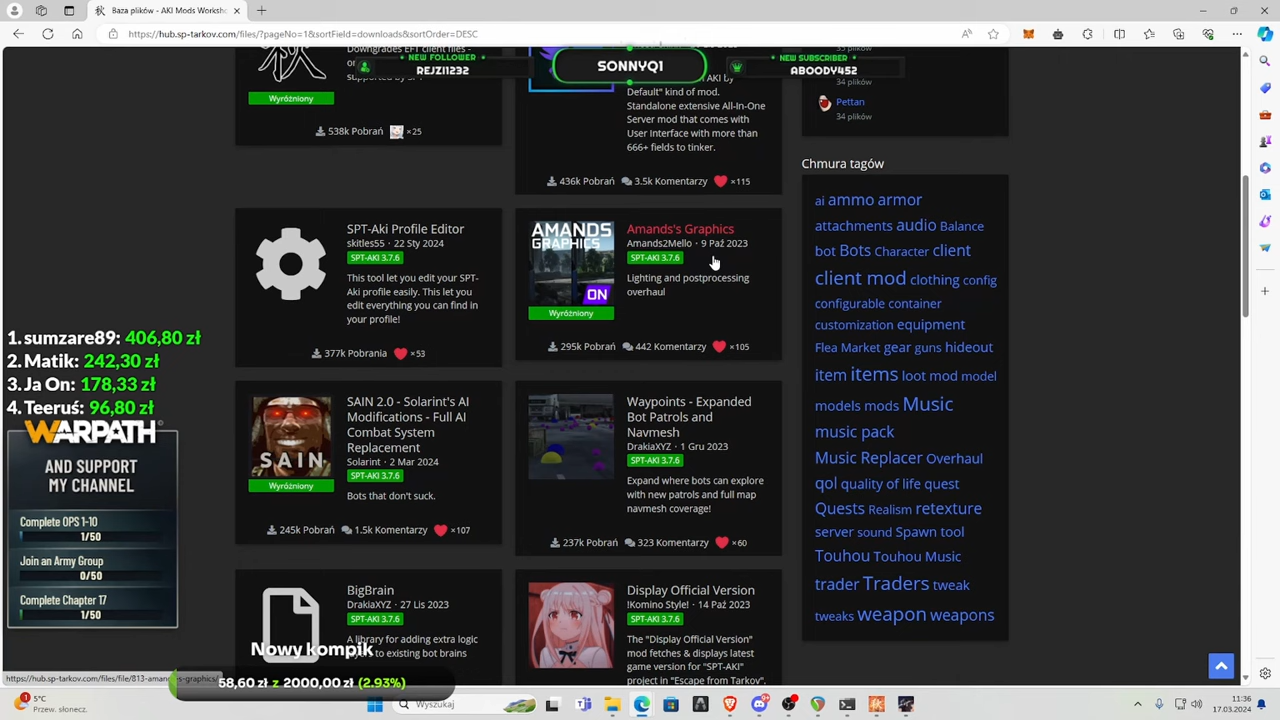 Baza plików - AKI Mods Worksh
https://hub.sp-tarkov.com/files/?pageNo=1&sortField=downloads&sortOrder=DESC
NEW FOLLOWER
REJZI1232
SONNYQ1
NEW SUBSCRIBER
ABOODY452
Downgrades EFT client
Wyróżniony
538k Pobrań
×25
AKI by
Default" kind of mod.
Standalone extensive All-In-One
Server mod that comes with
User Interface with more than
666+ fields to tinker.
436k Pobrań
3.5k Komentarzy
×115
34 plików
Pettan
34 plików
SPT-Aki Profile Editor
skitles55 · 22 Sty 2024
SPT-AKI 3.7.6
This tool lets you edit your SPT-
Aki profile easily. This let you
edit everything you can find in
your profile!
377k Pobrania
×53
AMANDS
GRAPHICS
ON
Wyróżniony
Amands's Graphics
Amands2Mello · 9 Paź 2023
SPT-AKI 3.7.6
Lighting and postprocessing
overhaul
295k Pobrań
442 Komentarzy
×105
SAIN
Wyróżniony
SAIN 2.0 - Solarint's AI
Modifications - Full AI
Combat System
Replacement
Solarint · 2 Mar 2024
SPT-AKI 3.7.6
Bots that don't suck.
245k Pobrań
1.5k Komentarzy
×107
Waypoints - Expanded
Bot Patrols and
Navmesh
DrakiaXYZ · 1 Gru 2023
SPT-AKI 3.7.6
Expand where bots can explore
with new patrols and full map
navmesh coverage!
237k Pobrań
323 Komentarzy
×60
BigBrain
DrakiaXYZ · 27 Lis 2023
SPT-AKI 3.7.6
A library for adding extra logic
to existing bot brains
Display Official Version
!Komino Style! · 14 Paź 2023
SPT-AKI 3.7.6
The "Display Official Version"
mod fetches & displays latest
game version for "SPT-AKI"
project in "Escape from Tarkov".
Chmura tagów
ai ammo armor
attachments audio Balance
bot Bots Character client
client mod clothing config
configurable container
customization equipment
Flea Market gear guns hideout
item items loot mod model
models mods Music
music pack
Music Replacer Overhaul
qol quality of life quest
Quests Realism retexture
server sound Spawn tool
Touhou Touhou Music
trader Traders tweak
tweaks weapon weapons
1. sumzare89: 406,80 zł
2. Matik: 242,30 zł
3. Ja On: 178,33 zł
4. Teeruś: 96,80 zł
WARPATH
AND SUPPORT
MY CHANNEL
Complete OPS 1-10
1/50
Join an Army Group
0/50
Complete Chapter 17
1/50
Nowy kompik
58,60 zł z 2000,00 zł (2.93%)
5°C
Przew. słonecz.
Wyszukaj
11:36
17.03.2024